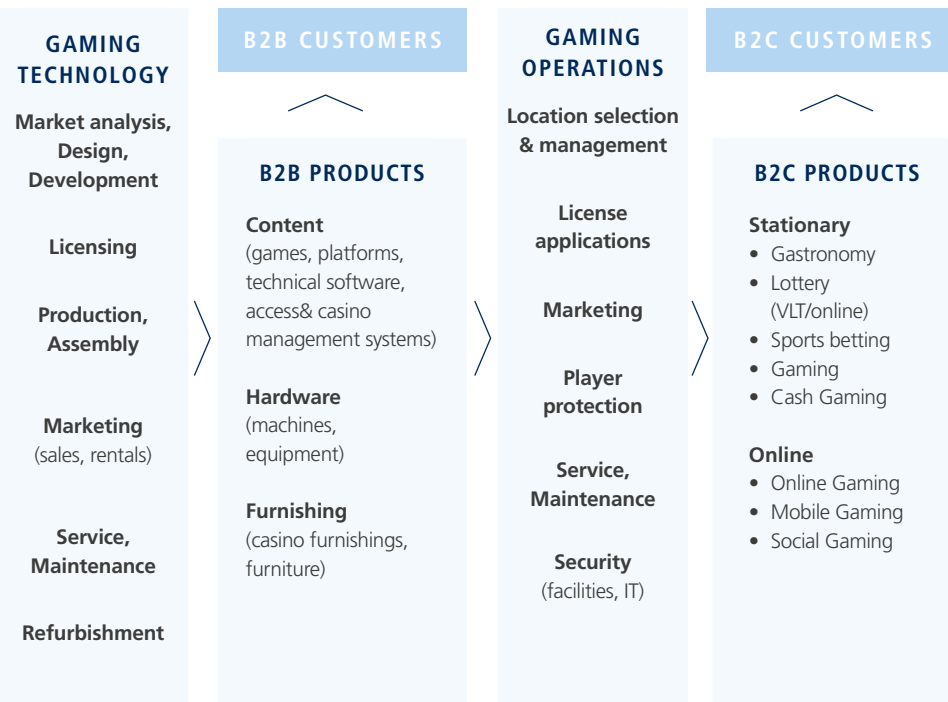 GAMING
TECHNOLOGY
Market analysis,
Design,
Development
Licensing
Production,
Assembly
Marketing
(sales, rentals)
Service,
Maintenance
Refurbishment
B2B CUSTOMERS
B2B PRODUCTS
Content
(games, platforms,
technical software,
access& casino
management systems)
Hardware
(machines,
equipment)
Furnishing
(casino furnishings,
furniture)
GAMING
OPERATIONS
Location selection
& management
License
applications
Marketing
Player
protection
Service,
Maintenance
Security
(facilities, IT)
B2C CUSTOMERS
B2C PRODUCTS
Stationary
• Gastronomy
• Lottery
(VLT/online)
• Sports betting
• Gaming
• Cash Gaming
Online
• Online Gaming
• Mobile Gaming
• Social Gaming